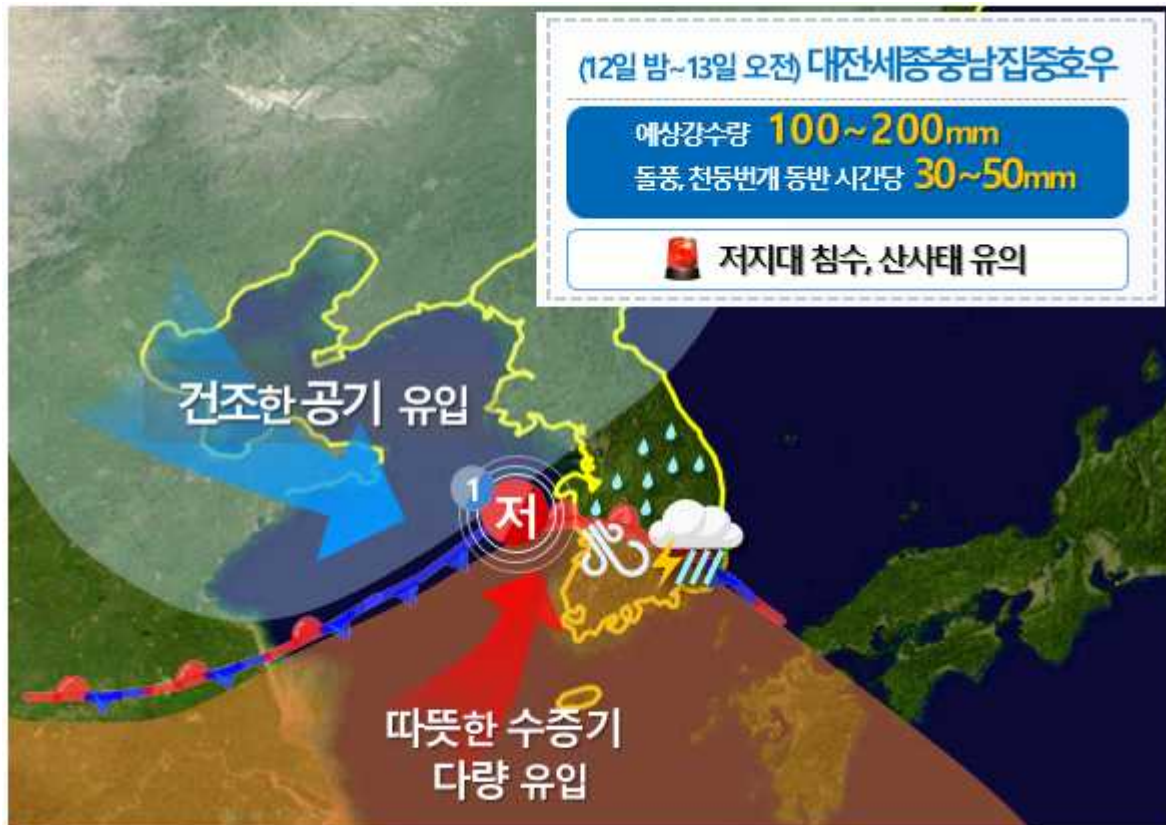 (12일 밤~13일 오전) 대전세종충남집중호우
예상강수량 100~200mm
돌풍, 천둥번개 동반 시간당 30~50mm
저지대 침수, 산사태 유의
건조한 공기 유입
1
저
따뜻한 수증기
다량 유입